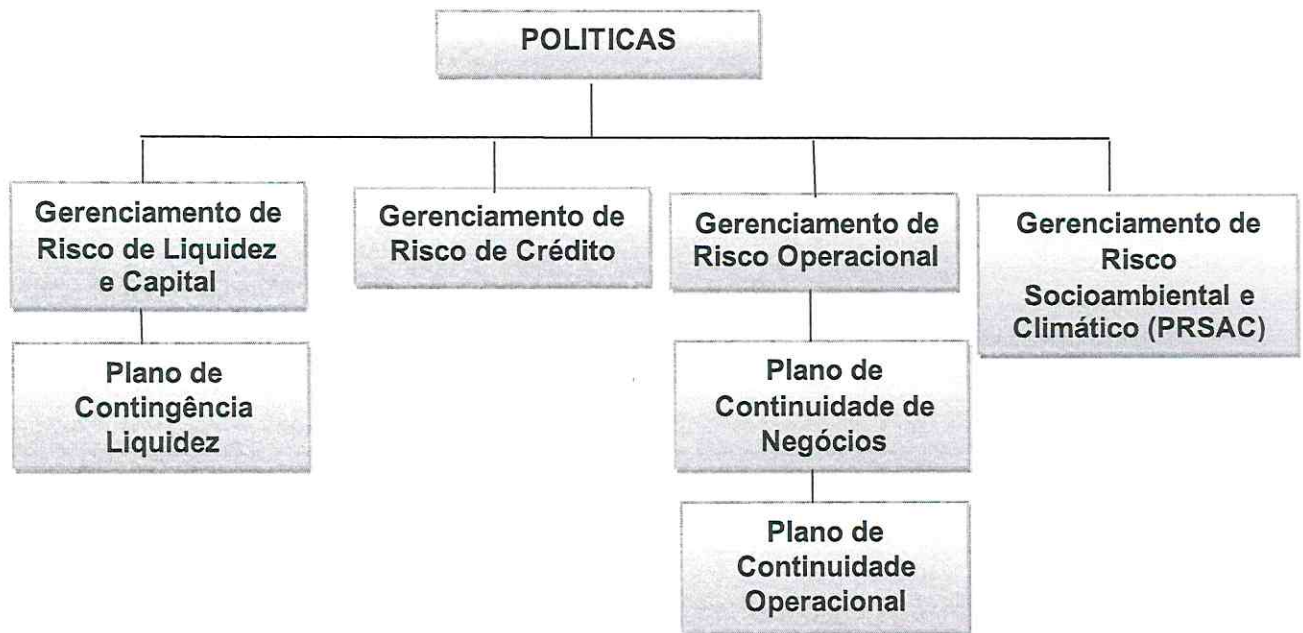 POLITICAS
Gerenciamento de
Risco de Liquidez
e Capital
Gerenciamento de
Risco de Crédito
Gerenciamento de
Risco Operacional
Gerenciamento de
Risco
Socioambiental e
Climático (PRSAC)
Plano de
Contingência
Liquidez
Plano de
Continuidade de
Negócios
Plano de
Continuidade
Operacional